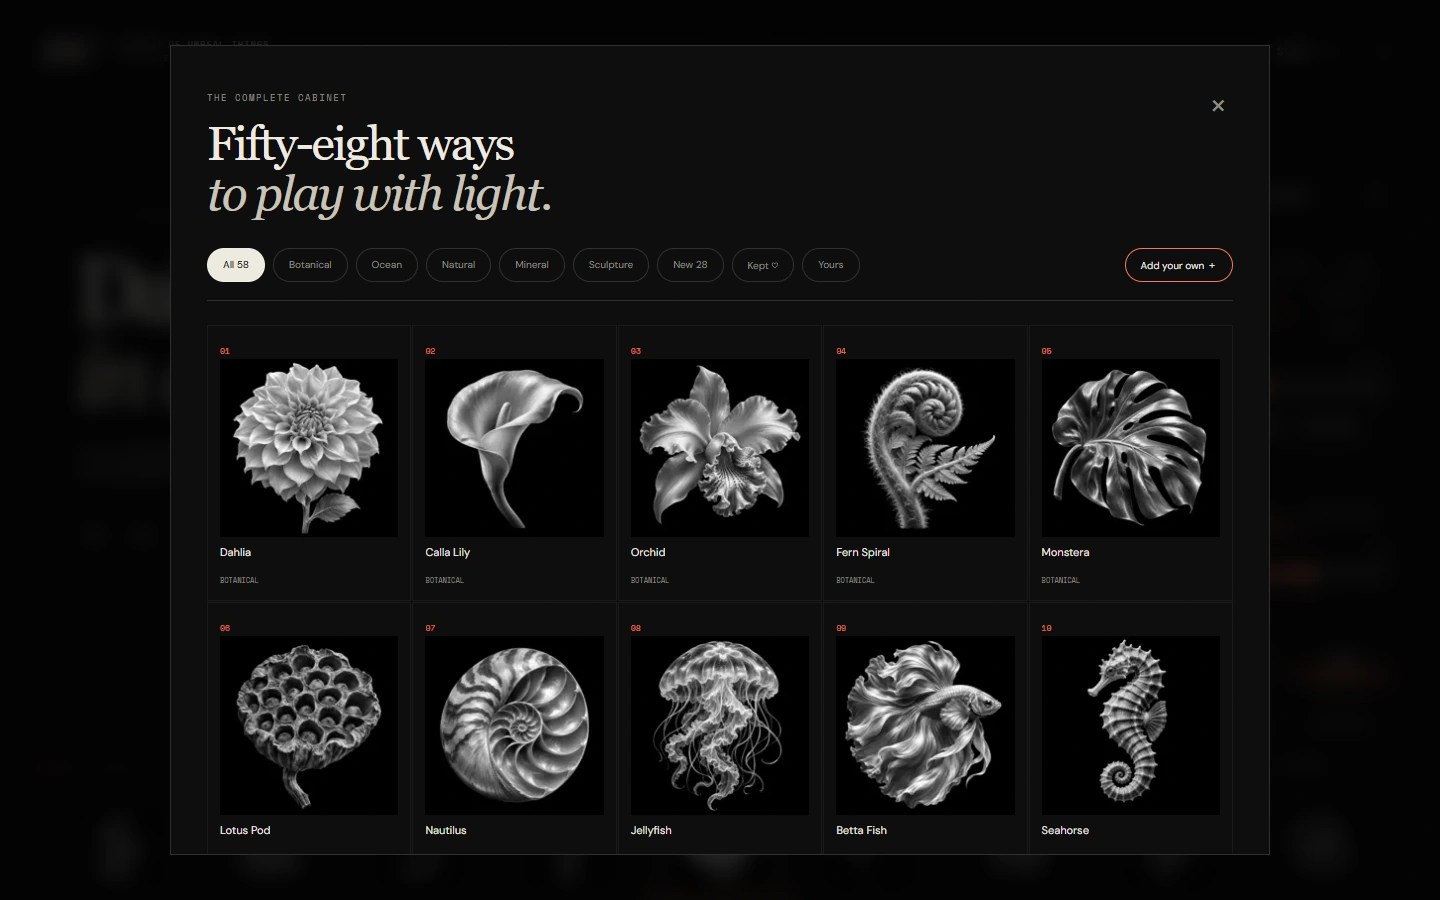 THE COMPLETE CABINET
×
Fifty-eight ways
to play with light.
All 58
Botanical
Ocean
Natural
Mineral
Sculpture
New 28
Kept ♡
Yours
Add your own +
01
02
03
04
05
Dahlia
Calla Lily
Orchid
Fern Spiral
Monstera
BOTANICAL
BOTANICAL
BOTANICAL
BOTANICAL
BOTANICAL
06
07
08
09
10
Lotus Pod
Nautilus
Jellyfish
Betta Fish
Seahorse